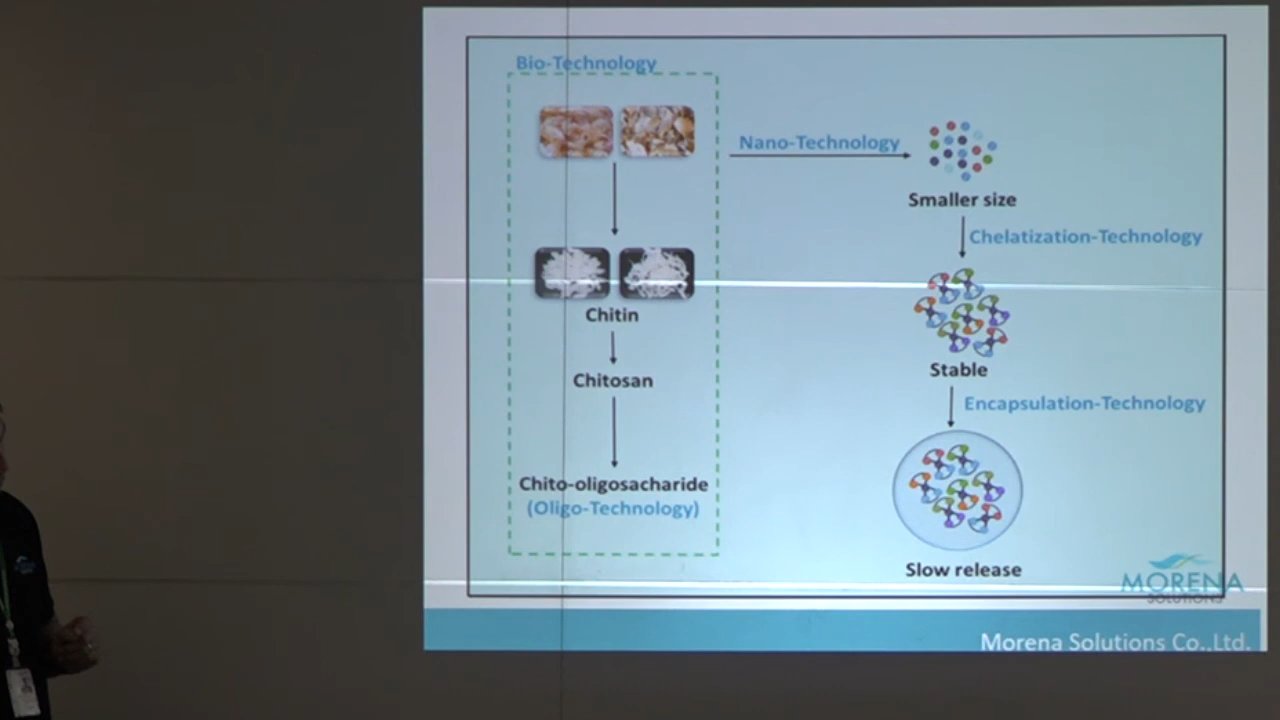 Bio-Technology
Chitin
Chitosan
Chito-oligosacharide
(Oligo-Technology)
Nano-Technology
Smaller size
Chelatization-Technology
Stable
Encapsulation-Technology
Slow release
MORENA
SOLUTIONS
Morena Solutions Co.,Ltd.